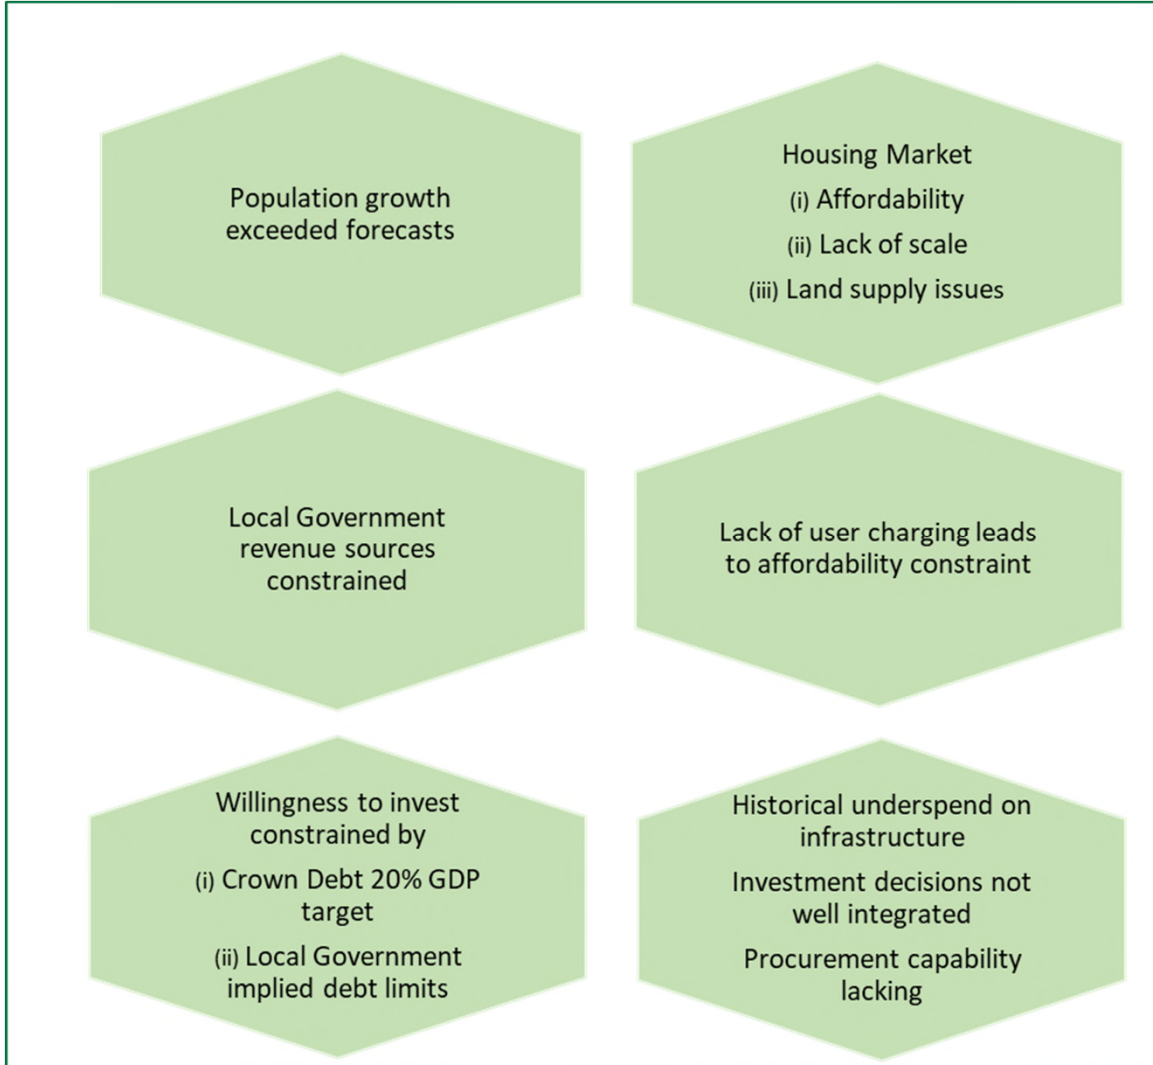 Population growth
exceeded forecasts
Housing Market
(i) Affordability
(ii) Lack of scale
(iii) Land supply issues
Local Government
revenue sources
constrained
Lack of user charging leads
to affordability constraint
Willingness to invest
constrained by
(i) Crown Debt 20% GDP
target
(ii) Local Government
implied debt limits
Historical underspend on
infrastructure
Investment decisions not
well integrated
Procurement capability
lacking